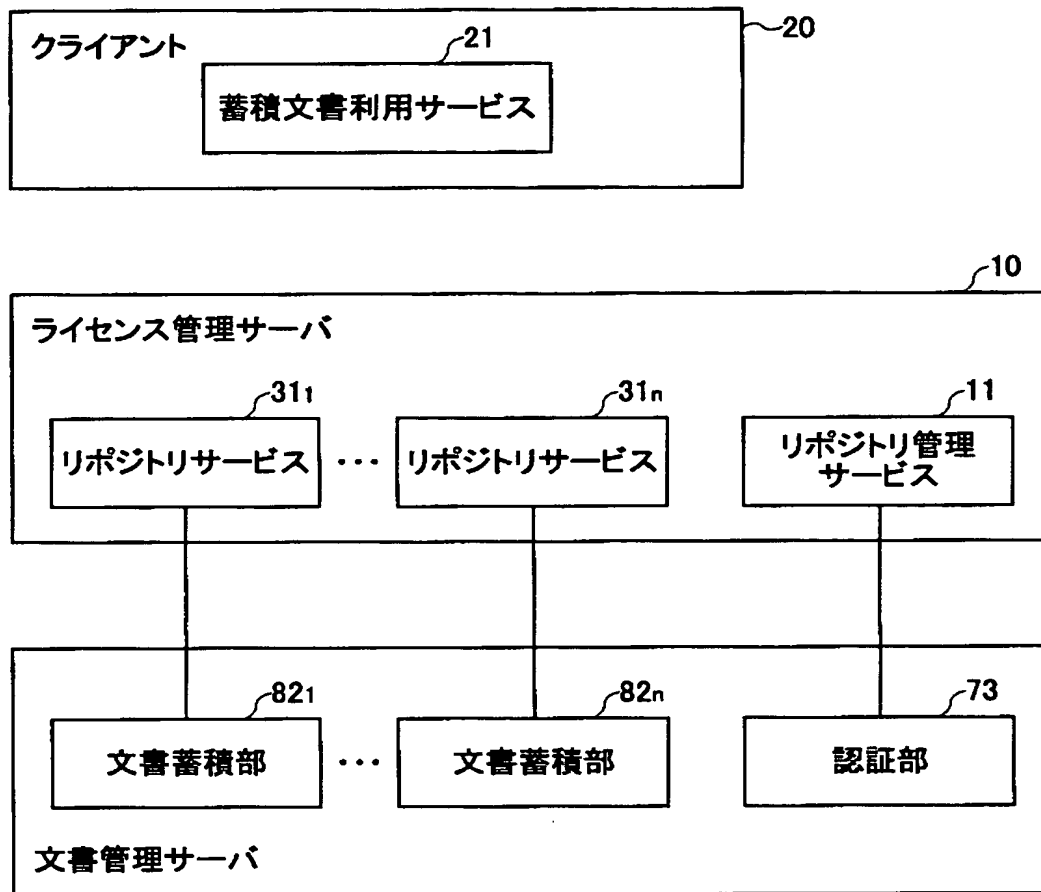 20
クライアント
21
蓄積文書利用サービス
10
ライセンス管理サーバ
31₁
31ₙ
11
リポジトリサービス
・・・
リポジトリサービス
リポジトリ管理
サービス
82₁
82ₙ
73
文書蓄積部
・・・
文書蓄積部
認証部
文書管理サーバ